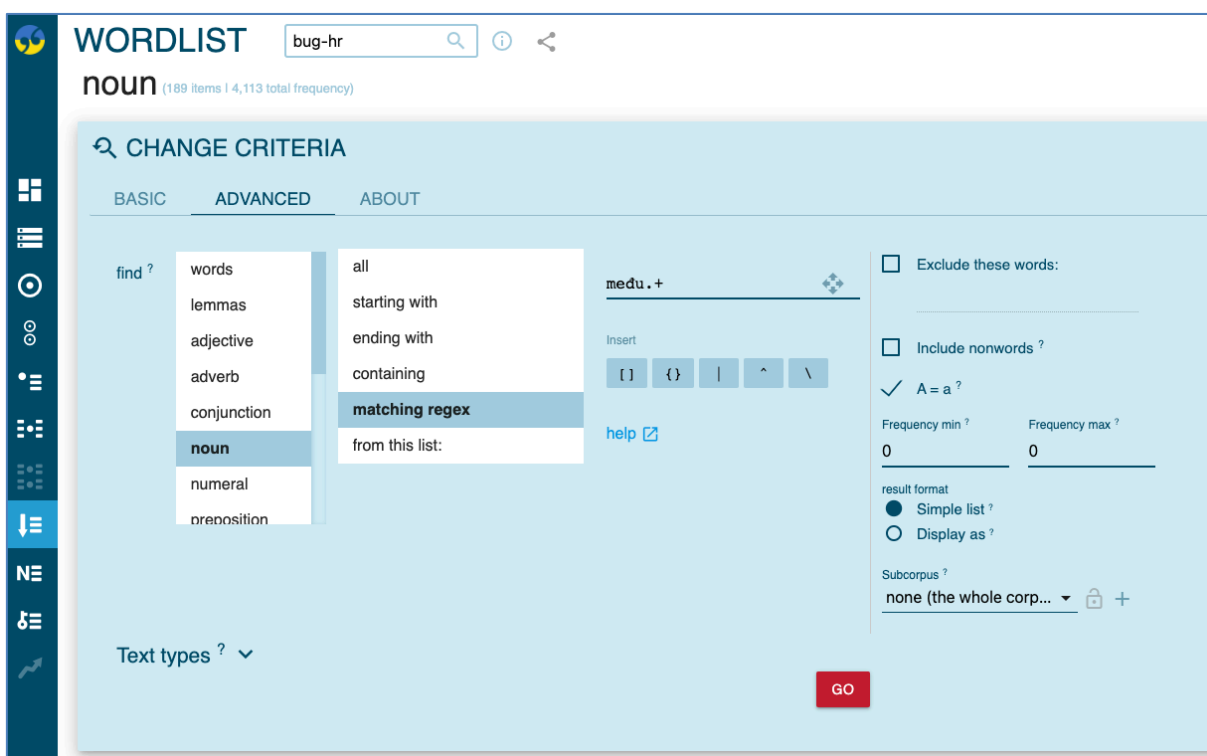 WORDLIST
bug-hr
noun (189 items | 4,113 total frequency)
CHANGE CRITERIA
BASIC ADVANCED ABOUT
find ?
words
lemmas
adjective
adverb
conjunction
noun
numeral
preposition
all
starting with
ending with
containing
matching regex
from this list:
među.+
Insert
[] {} | ^ \
help
Exclude these words:
Include nonwords ?
A = a ?
Frequency min ? Frequency max ?
0 0
result format
Simple list ?
Display as ?
Subcorpus ?
none (the whole corp...
Text types ?
GO